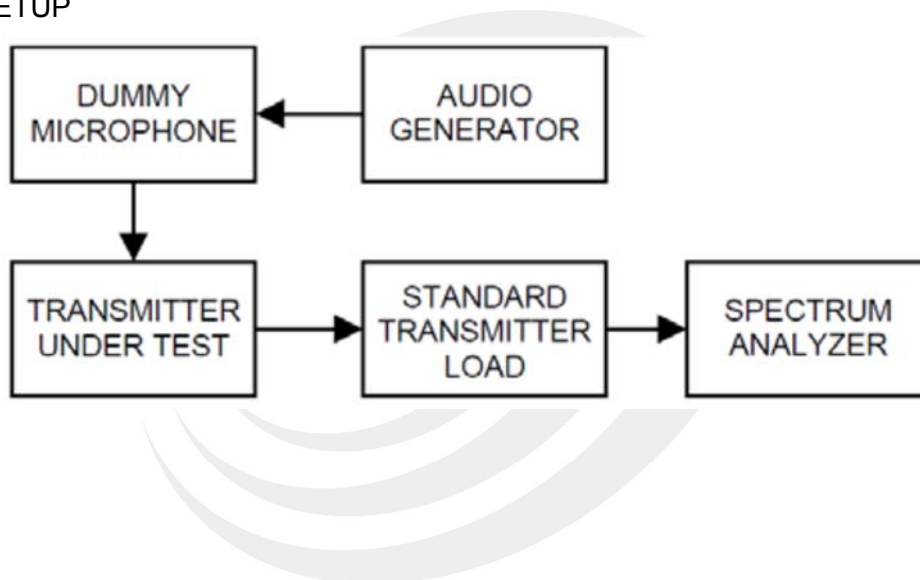 ETUP
DUMMY
MICROPHONE
AUDIO
GENERATOR
TRANSMITTER
UNDER TEST
STANDARD
TRANSMITTER
LOAD
SPECTRUM
ANALYZER